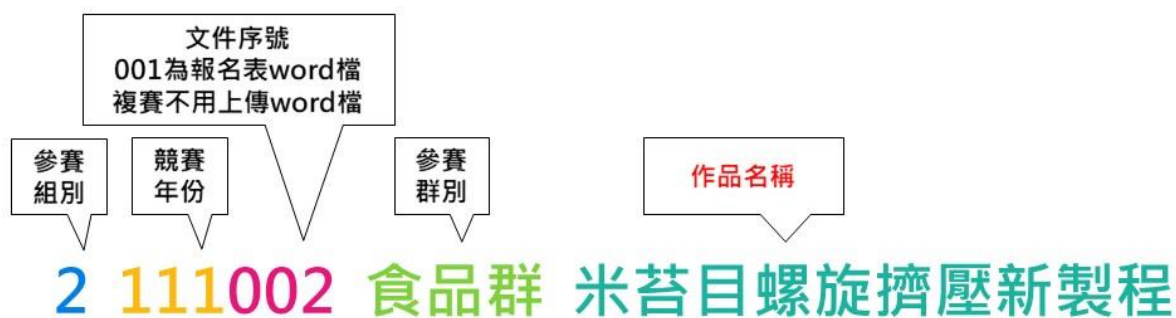 文件序號
001為報名表word檔
複賽不用上傳word檔
參賽
組別
競賽
年份
參賽
群別
作品名稱
2 111002 食品群 米苔目螺旋擠壓新製程